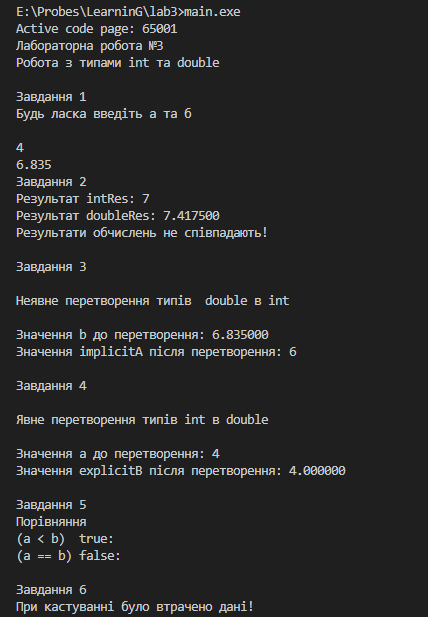 E:\Probes\LearninG\lab3>main.exe
Active code page: 65001
Лабораторна робота №3
Робота з типами int та double
Завдання 1
Будь ласка введіть а та б
4
6.835
Завдання 2
Результат intRes: 7
Результат doubleRes: 7.417500
Результати обчислень не співпадають!
Завдання 3
Неявне перетворення типів  double в int
Значення b до перетворення: 6.835000
Значення implicitA після перетворення: 6
Завдання 4
Явне перетворення типів int в double
Значення a до перетворення: 4
Значення explicitB після перетворення: 4.000000
Завдання 5
Порівняння
(a < b)  true:
(a == b) false:
Завдання 6
При кастуванні було втрачено дані!